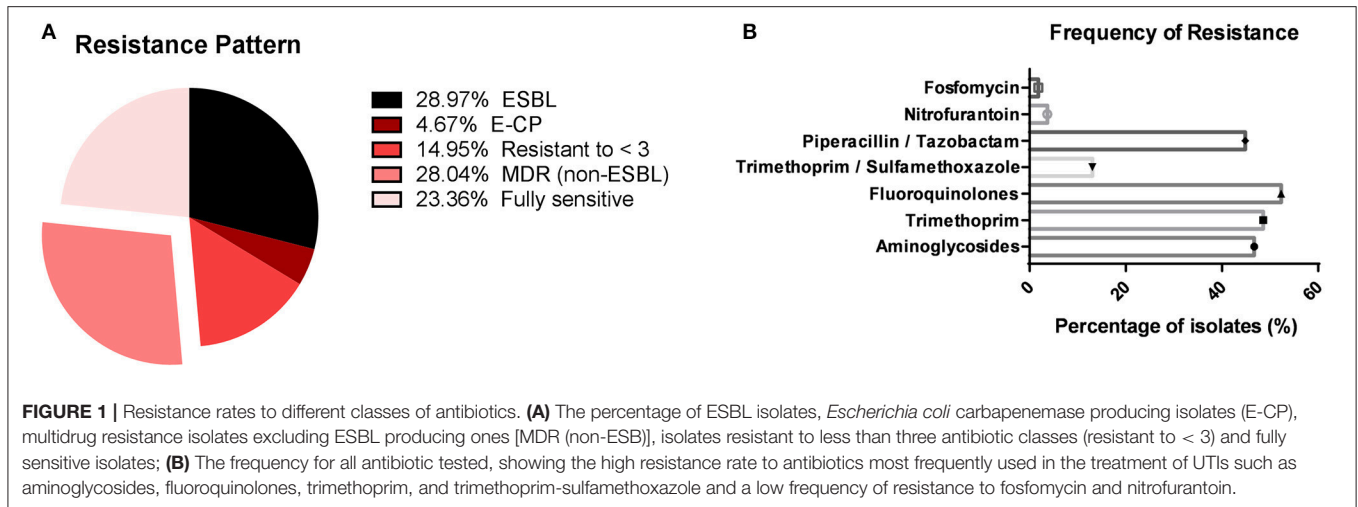 A
Resistance Pattern
28.97% ESBL
4.67% E-CP
14.95% Resistant to < 3
28.04% MDR (non-ESBL)
23.36% Fully sensitive
B
Frequency of Resistance
Fosfomycin
Nitrofurantoin
Piperacillin / Tazobactam
Trimethoprim / Sulfamethoxazole
Fluoroquinolones
Trimethoprim
Aminoglycosides
0 20 40 60
Percentage of isolates (%)
FIGURE 1 | Resistance rates to different classes of antibiotics. (A) The percentage of ESBL isolates, Escherichia coli carbapenemase producing isolates (E-CP),
multidrug resistance isolates excluding ESBL producing ones [MDR (non-ESB)], isolates resistant to less than three antibiotic classes (resistant to < 3) and fully
sensitive isolates; (B) The frequency for all antibiotic tested, showing the high resistance rate to antibiotics most frequently used in the treatment of UTIs such as
aminoglycosides, fluoroquinolones, trimethoprim, and trimethoprim-sulfamethoxazole and a low frequency of resistance to fosfomycin and nitrofurantoin.